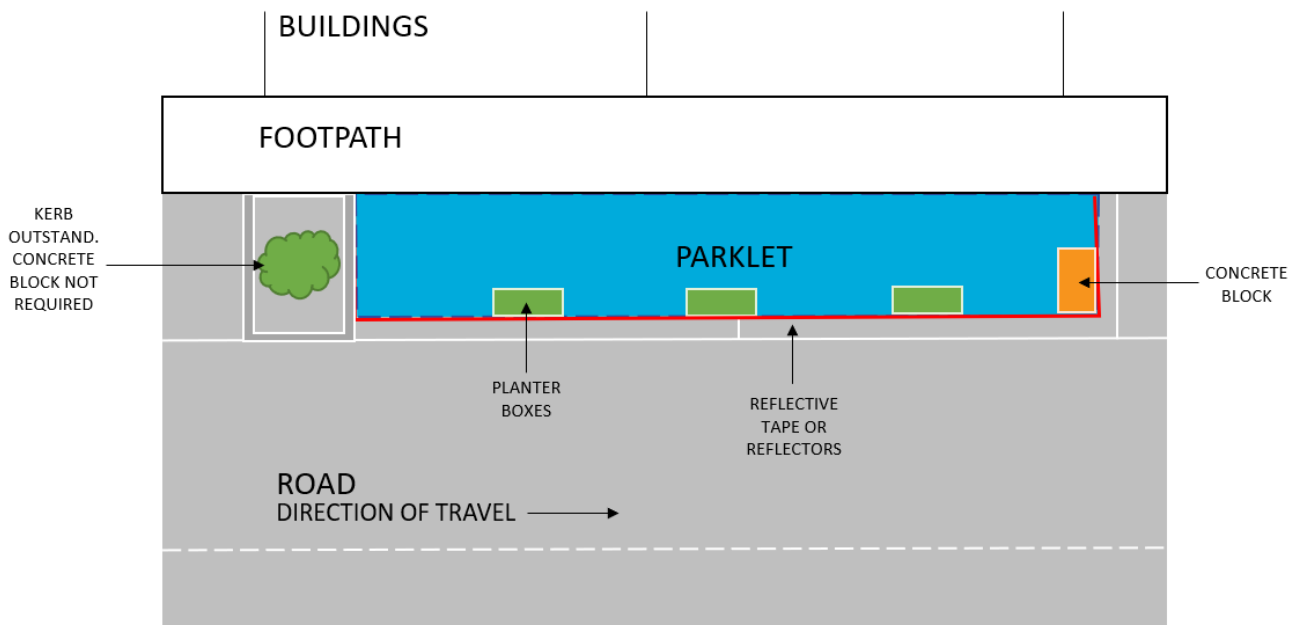 BUILDINGS
FOOTPATH
KERB
OUTSTAND.
CONCRETE
BLOCK NOT
REQUIRED
PARKLET
CONCRETE
BLOCK
PLANTER
BOXES
REFLECTIVE
TAPE OR
REFLECTORS
ROAD
DIRECTION OF TRAVEL